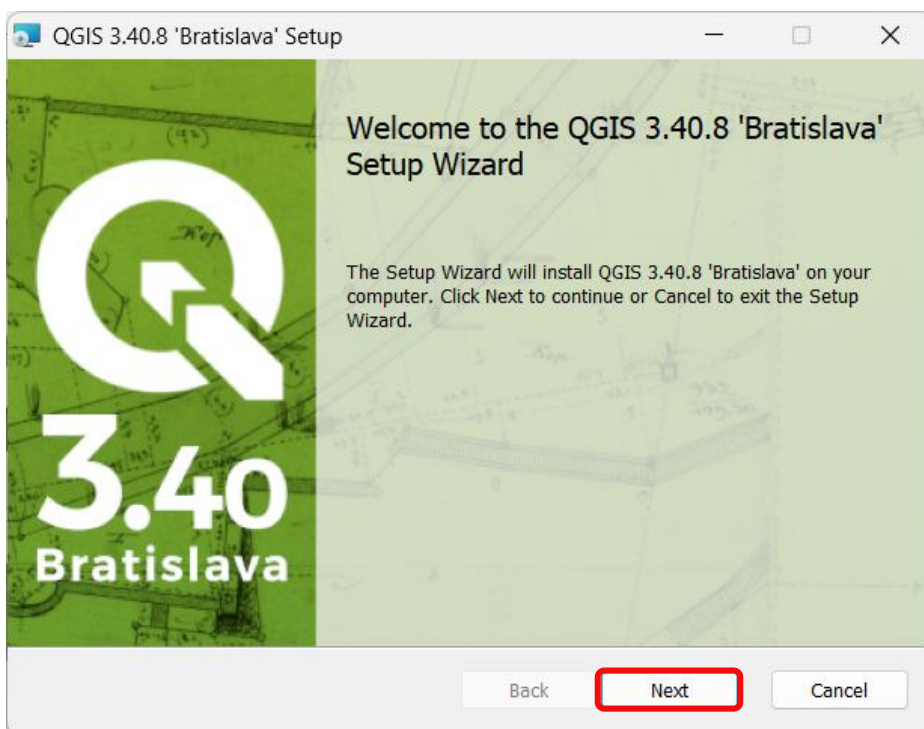 QGIS 3.40.8 'Bratislava' Setup
Welcome to the QGIS 3.40.8 'Bratislava'
Setup Wizard
The Setup Wizard will install QGIS 3.40.8 'Bratislava' on your
computer. Click Next to continue or Cancel to exit the Setup
Wizard.
3.40
Bratislava
Back
Next
Cancel